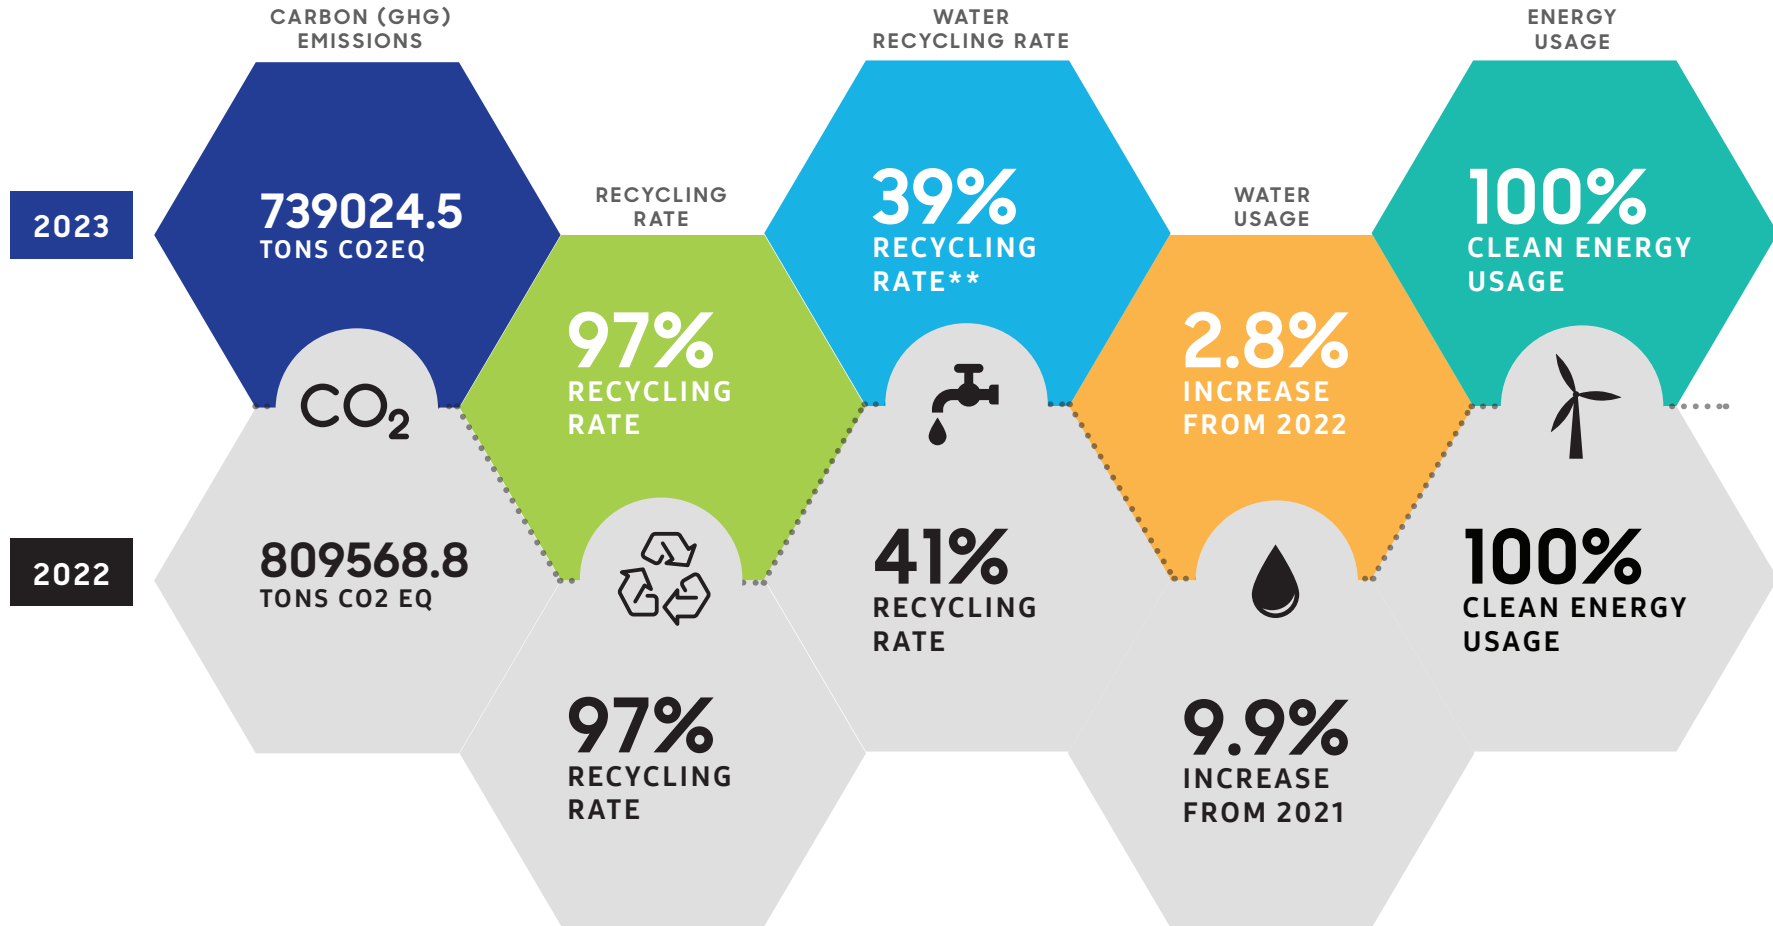 CARBON (GHG)
EMISSIONS
WATER
RECYCLING RATE
ENERGY
USAGE
RECYCLING
RATE
WATER
USAGE
2023
739024.5
TONS CO2EQ
97%
RECYCLING
RATE
39%
RECYCLING
RATE**
2.8%
INCREASE
FROM 2022
100%
CLEAN ENERGY
USAGE
CO2
2022
809568.8
TONS CO2 EQ
97%
RECYCLING
RATE
41%
RECYCLING
RATE
9.9%
INCREASE
FROM 2021
100%
CLEAN ENERGY
USAGE